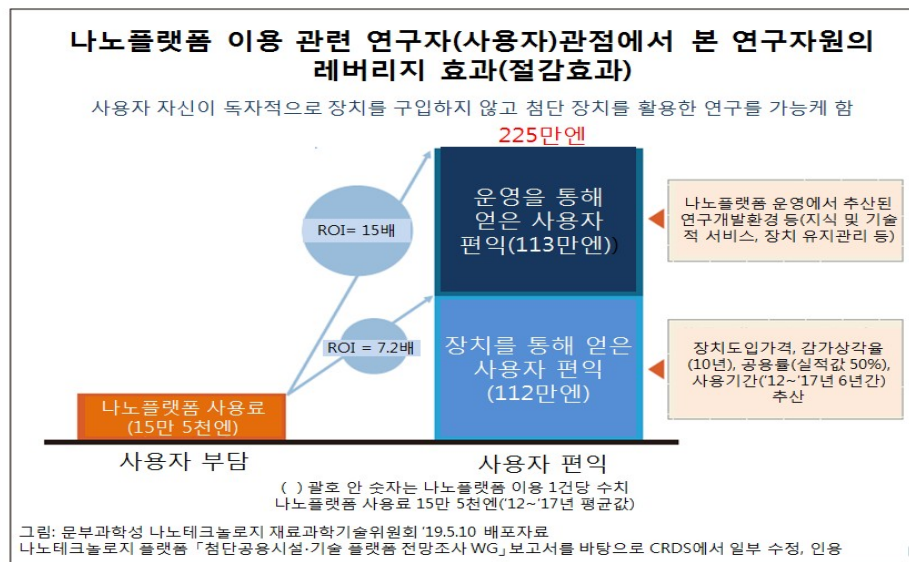 나노플랫폼 이용 관련 연구자(사용자)관점에서 본 연구자원의
레버리지 효과(절감효과)
사용자 자신이 독자적으로 장치를 구입하지 않고 첨단 장치를 활용한 연구를 가능케 함
225만엔
운영을 통해
얻은 사용자
편익(113만엔))
나노플랫폼 운영에서 추산된
연구개발환경 등(지식 및 기술
적 서비스, 장치 유지관리 등)
ROI= 15배
ROI = 7.2배
장치를 통해 얻은
사용자 편익
(112만엔)
장치도입가격, 감가상각율
(10년), 공용률(실적값 50%),
사용기간('12~'17년 6년간)
추산
나노플랫폼 사용료
(15만 5천엔)
사용자 부담
사용자 편익
( ) 괄호 안 숫자는 나노플랫폼 이용 1건당 수치
나노플랫폼 사용료 15만 5천엔('12~'17년 평균값)
그림: 문부과학성 나노테크놀로지 재료과학기술위원회 '19.5.10 배포자료
나노테크놀로지 플랫폼 「첨단공용시설·기술 플랫폼 전망조사 WG」보고서를 바탕으로 CRDS에서 일부 수정, 인용